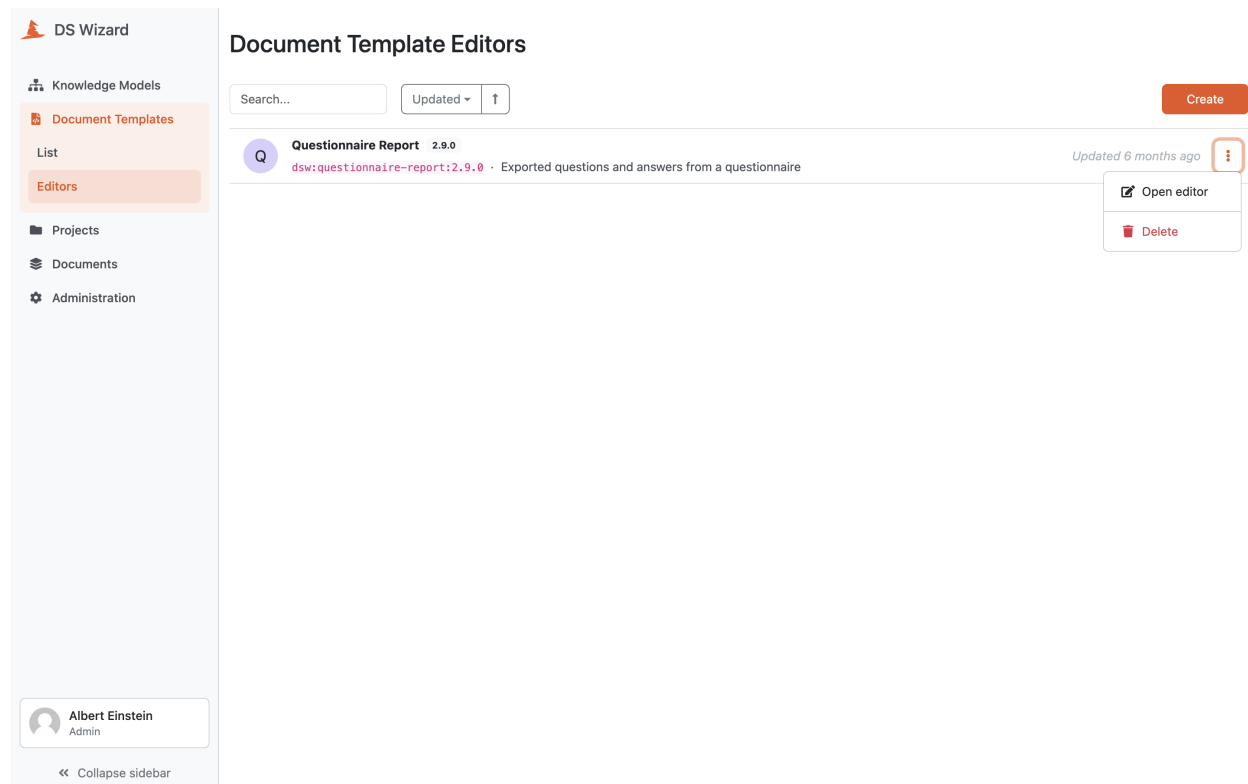 DS Wizard
Knowledge Models
Document Templates
List
Editors
Projects
Documents
Administration
Albert Einstein
Admin
Collapse sidebar
Document Template Editors
Search...
Updated
Create
Q
Questionnaire Report 2.9.0
dsw:questionnaire-report:2.9.0 · Exported questions and answers from a questionnaire
Updated 6 months ago
Open editor
Delete